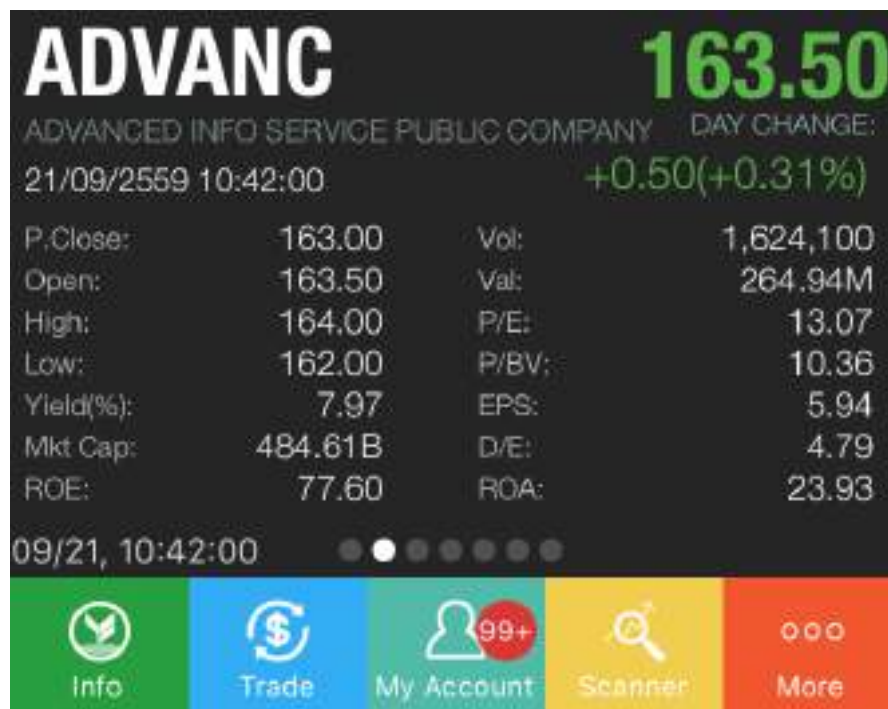 ADVANC 163.50
ADVANCED INFO SERVICE PUBLIC COMPANY DAY CHANGE:
21/09/2559 10:42:00 +0.50(+0.31%)
P.Close: 163.00 Vol: 1,624,100
Open: 163.50 Val: 264.94M
High: 164.00 P/E: 13.07
Low: 162.00 P/BV: 10.36
Yield(%): 7.97 EPS: 5.94
Mkt Cap: 484.61B D/E: 4.79
ROE: 77.60 ROA: 23.93
09/21, 10:42:00
99+
Info Trade My Account Scanner More